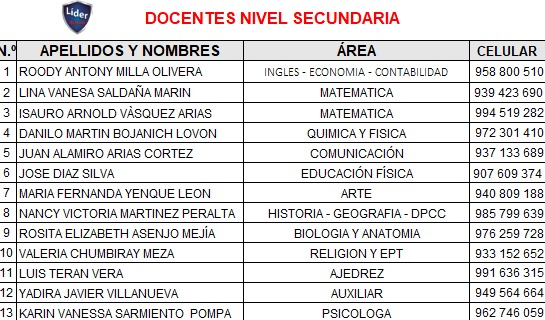 Líder
DOCENTES NIVEL SECUNDARIA
N.º APELLIDOS Y NOMBRES ÁREA CELULAR
1 ROODY ANTONY MILLA OLIVERA INGLES - ECONOMIA - CONTABILIDAD 958 800 510
2 LINA VANESA SALDAÑA MARIN MATEMATICA 939 423 690
3 ISAURO ARNOLD VÀSQUEZ ARIAS MATEMATICA 994 519 282
4 DANILO MARTIN BOJANICH LOVON QUIMICA Y FISICA 972 301 410
5 JUAN ALAMIRO ARIAS CORTEZ COMUNICACIÓN 937 133 689
6 JOSE DIAZ SILVA EDUCACIÓN FÍSICA 907 609 374
7 MARIA FERNANDA YENQUE LEON ARTE 940 809 188
8 NANCY VICTORIA MARTINEZ PERALTA HISTORIA - GEOGRAFIA - DPCC 985 799 639
9 ROSITA ELIZABETH ASENJO MEJÍA BIOLOGIA Y ANATOMIA 976 259 728
10 VALERIA CHUMBIRAY MEZA RELIGION Y EPT 933 152 652
11 LUIS TERAN VERA AJEDREZ 991 636 315
12 YADIRA JAVIER VILLANUEVA AUXILIAR 949 564 664
13 KARIN VANESSA SARMIENTO POMPA PSICOLOGA 962 746 059